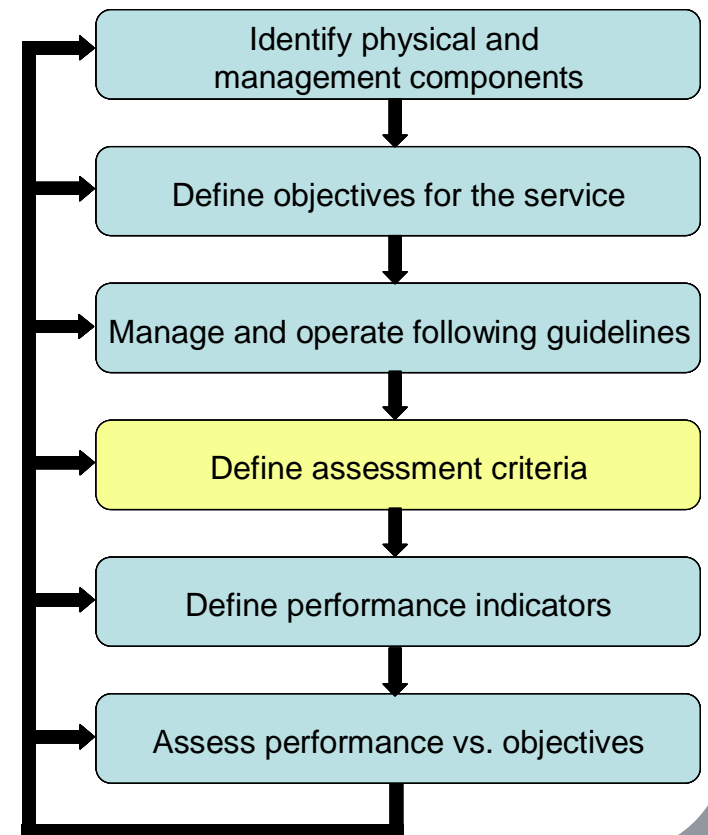 Identify physical and
management components
Define objectives for the service
Manage and operate following guidelines
Define assessment criteria
Define performance indicators
Assess performance vs. objectives